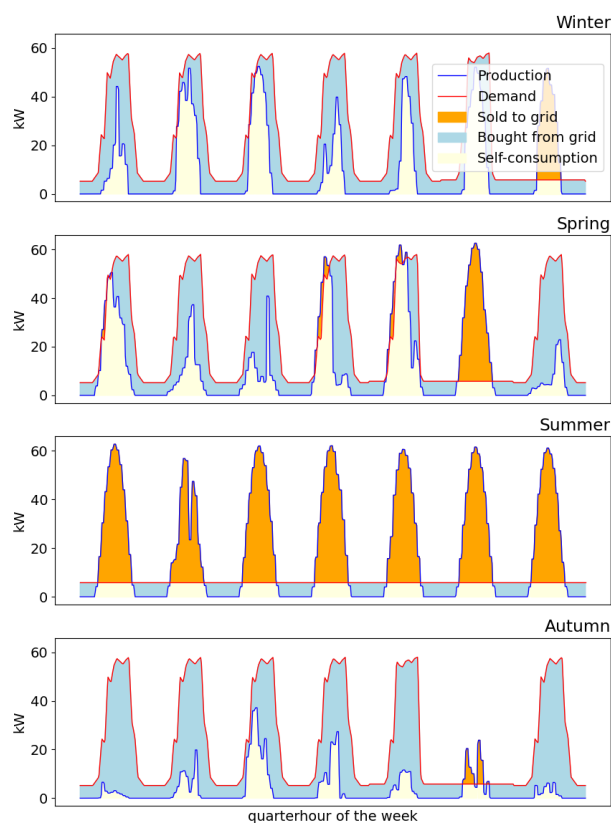 Winter
60
40
20
0
kW
Production
Demand
Sold to grid
Bought from grid
Self-consumption
Spring
60
40
20
0
kW
Summer
60
40
20
0
kW
Autumn
60
40
20
0
kW
quarterhour of the week